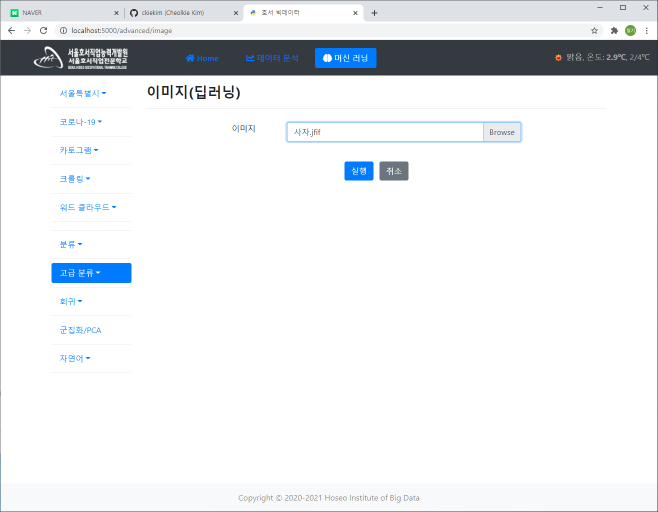 NAVER
ckiekim (Cheolkie Kim)
호서 빅데이터
localhost:5000/advanced/image
서울호서직업능력개발원
서울호서직업전문학교
Home
데이터 분석
머신 러닝
맑음, 온도: 2.9℃, 2/4℃
서울특별시
코로나-19
카토그램
크롤링
워드 클라우드
분류
고급 분류
회귀
군집화/PCA
자연어
이미지(딥러닝)
이미지
사자.jfif
Browse
실행
취소
Copyright © 2020-2021 Hoseo Institute of Big Data